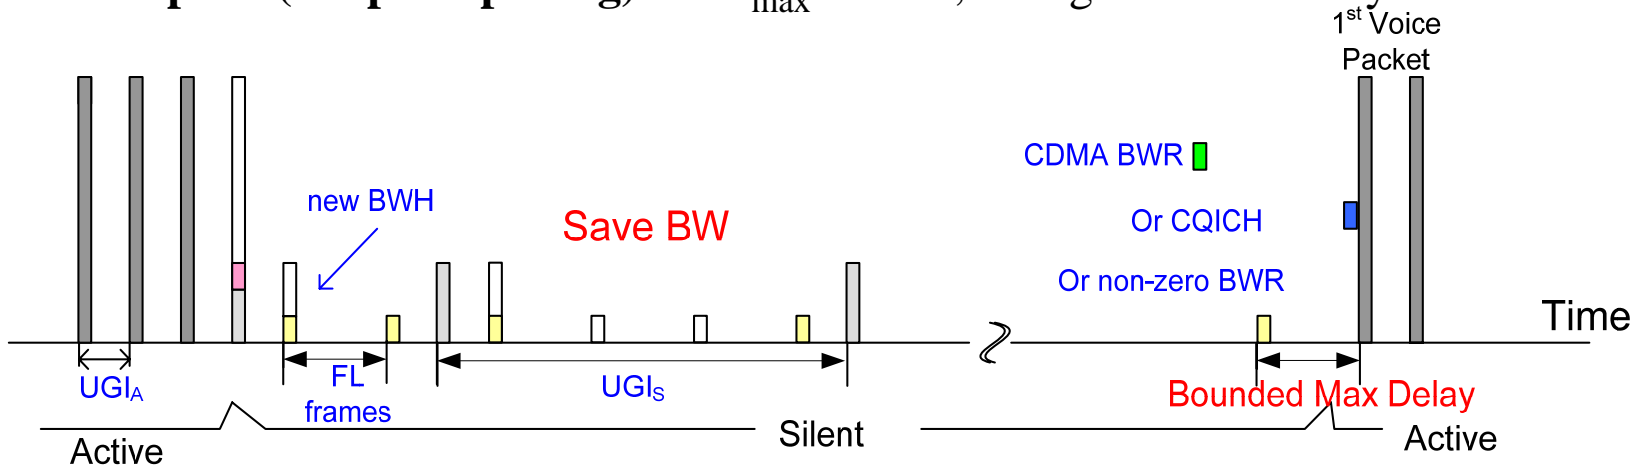 max
1st Voice
Packet
CDMA BWR
new BWH
Save BW
Or CQICH
Or non-zero BWR
Time
UGIA
FL
frames
UGIS
Bounded Max Delay
Active
Silent
Active